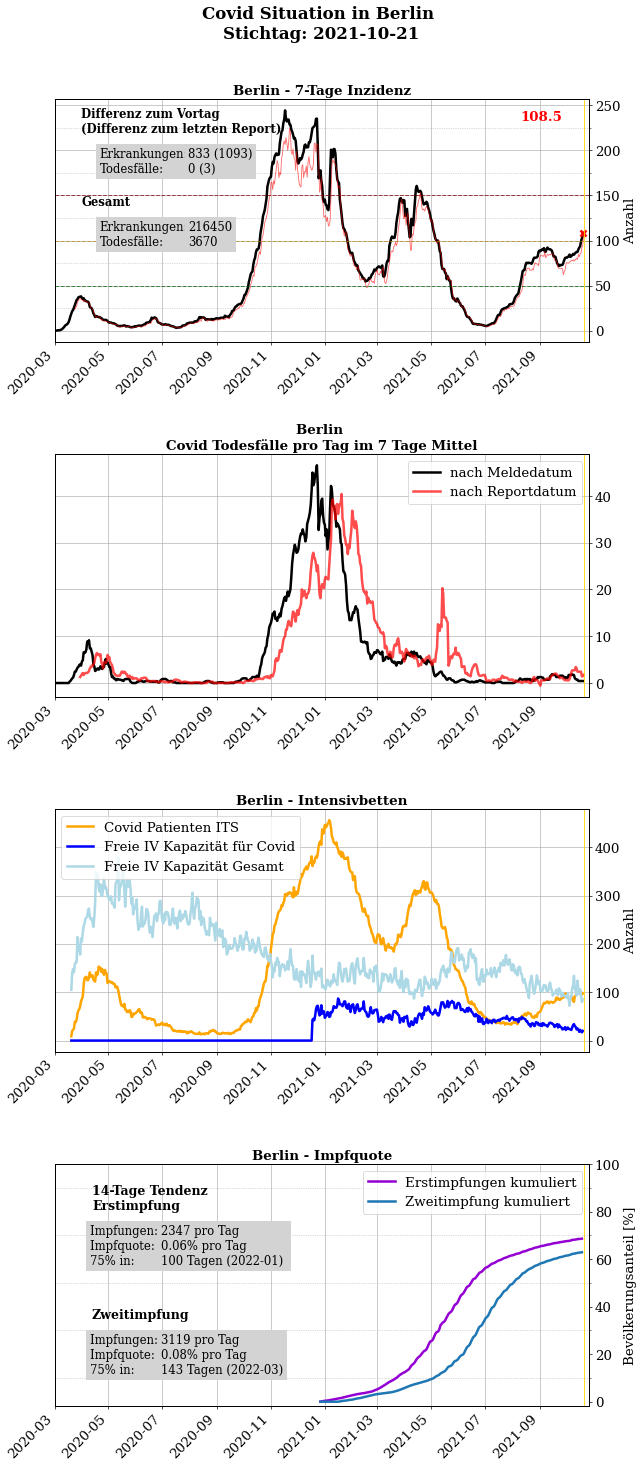 Covid Situation in Berlin
Stichtag: 2021-10-21
Berlin - 7-Tage Inzidenz
Differenz zum Vortag
(Differenz zum letzten Report)
Erkrankungen 833 (1093)
Todesfälle: 0 (3)
Gesamt
Erkrankungen 216450
Todesfälle: 3670
108.5
250
200
150
100
50
0
Anzahl
2020-03 2020-05 2020-07 2020-09 2020-11 2021-01 2021-03 2021-05 2021-07 2021-09
Berlin
Covid Todesfälle pro Tag im 7 Tage Mittel
nach Meldedatum
nach Reportdatum
40
30
20
10
0
2020-03 2020-05 2020-07 2020-09 2020-11 2021-01 2021-03 2021-05 2021-07 2021-09
Berlin - Intensivbetten
Covid Patienten ITS
Freie IV Kapazität für Covid
Freie IV Kapazität Gesamt
400
300
200
100
0
Anzahl
2020-03 2020-05 2020-07 2020-09 2020-11 2021-01 2021-03 2021-05 2021-07 2021-09
Berlin - Impfquote
14-Tage Tendenz
Erstimpfung
Impfungen: 2347 pro Tag
Impfquote: 0.06% pro Tag
75% in: 100 Tagen (2022-01)
Zweitimpfung
Impfungen: 3119 pro Tag
Impfquote: 0.08% pro Tag
75% in: 143 Tagen (2022-03)
Erstimpfungen kumuliert
Zweitimpfung kumuliert
100
80
60
40
20
0
Bevölkerungsanteil [%]
2020-03 2020-05 2020-07 2020-09 2020-11 2021-01 2021-03 2021-05 2021-07 2021-09